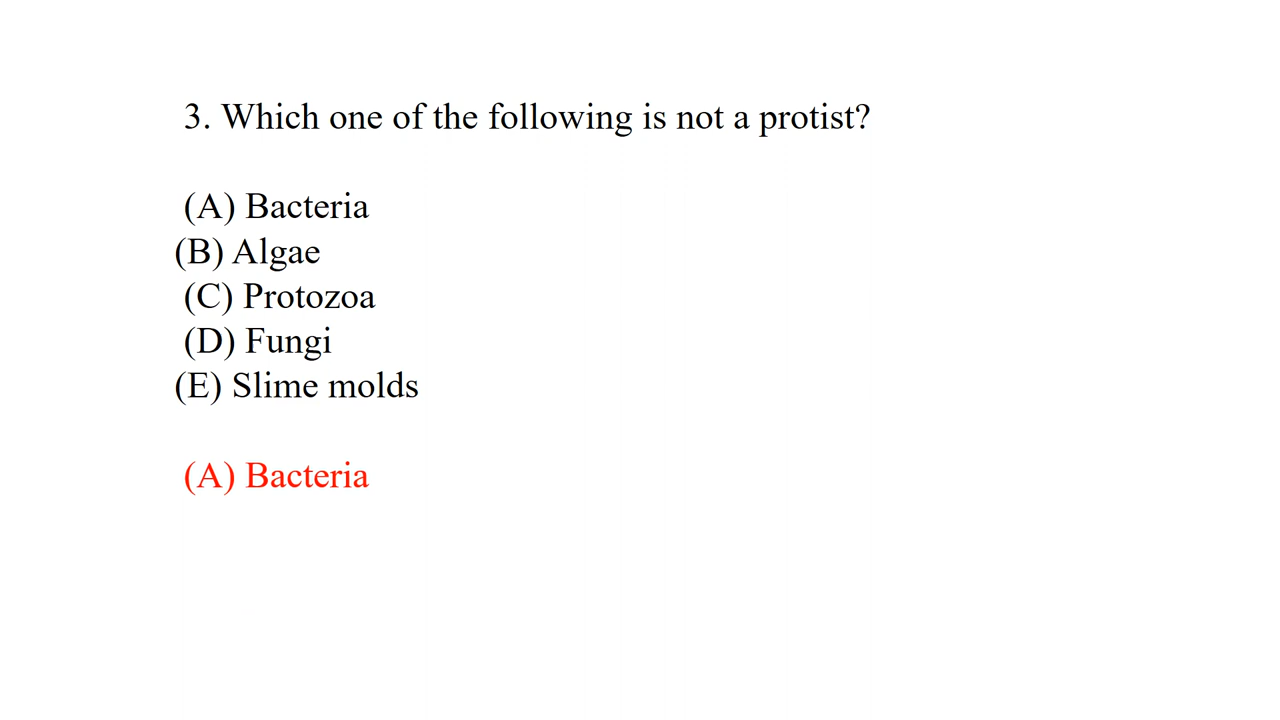 3. Which one of the following is not a protist?
(A) Bacteria
(B) Algae
(C) Protozoa
(D) Fungi
(E) Slime molds
(A) Bacteria